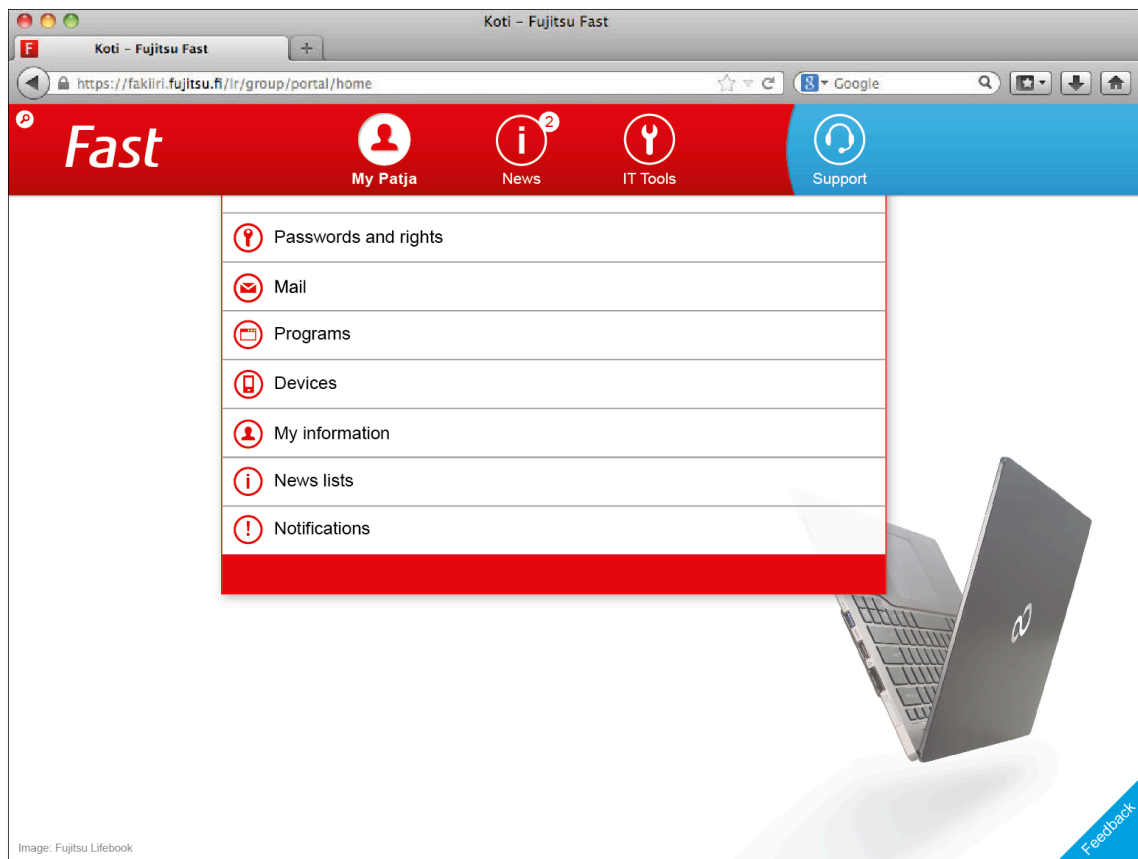 Koti – Fujitsu Fast
F Koti – Fujitsu Fast
https://fakiiri.fujitsu.fi/lr/group/portal/home
8 Google
Fast
My Patja
2
News
IT Tools
Support
Passwords and rights
Mail
Programs
Devices
My information
News lists
Notifications
Feedback
Image: Fujitsu Lifebook